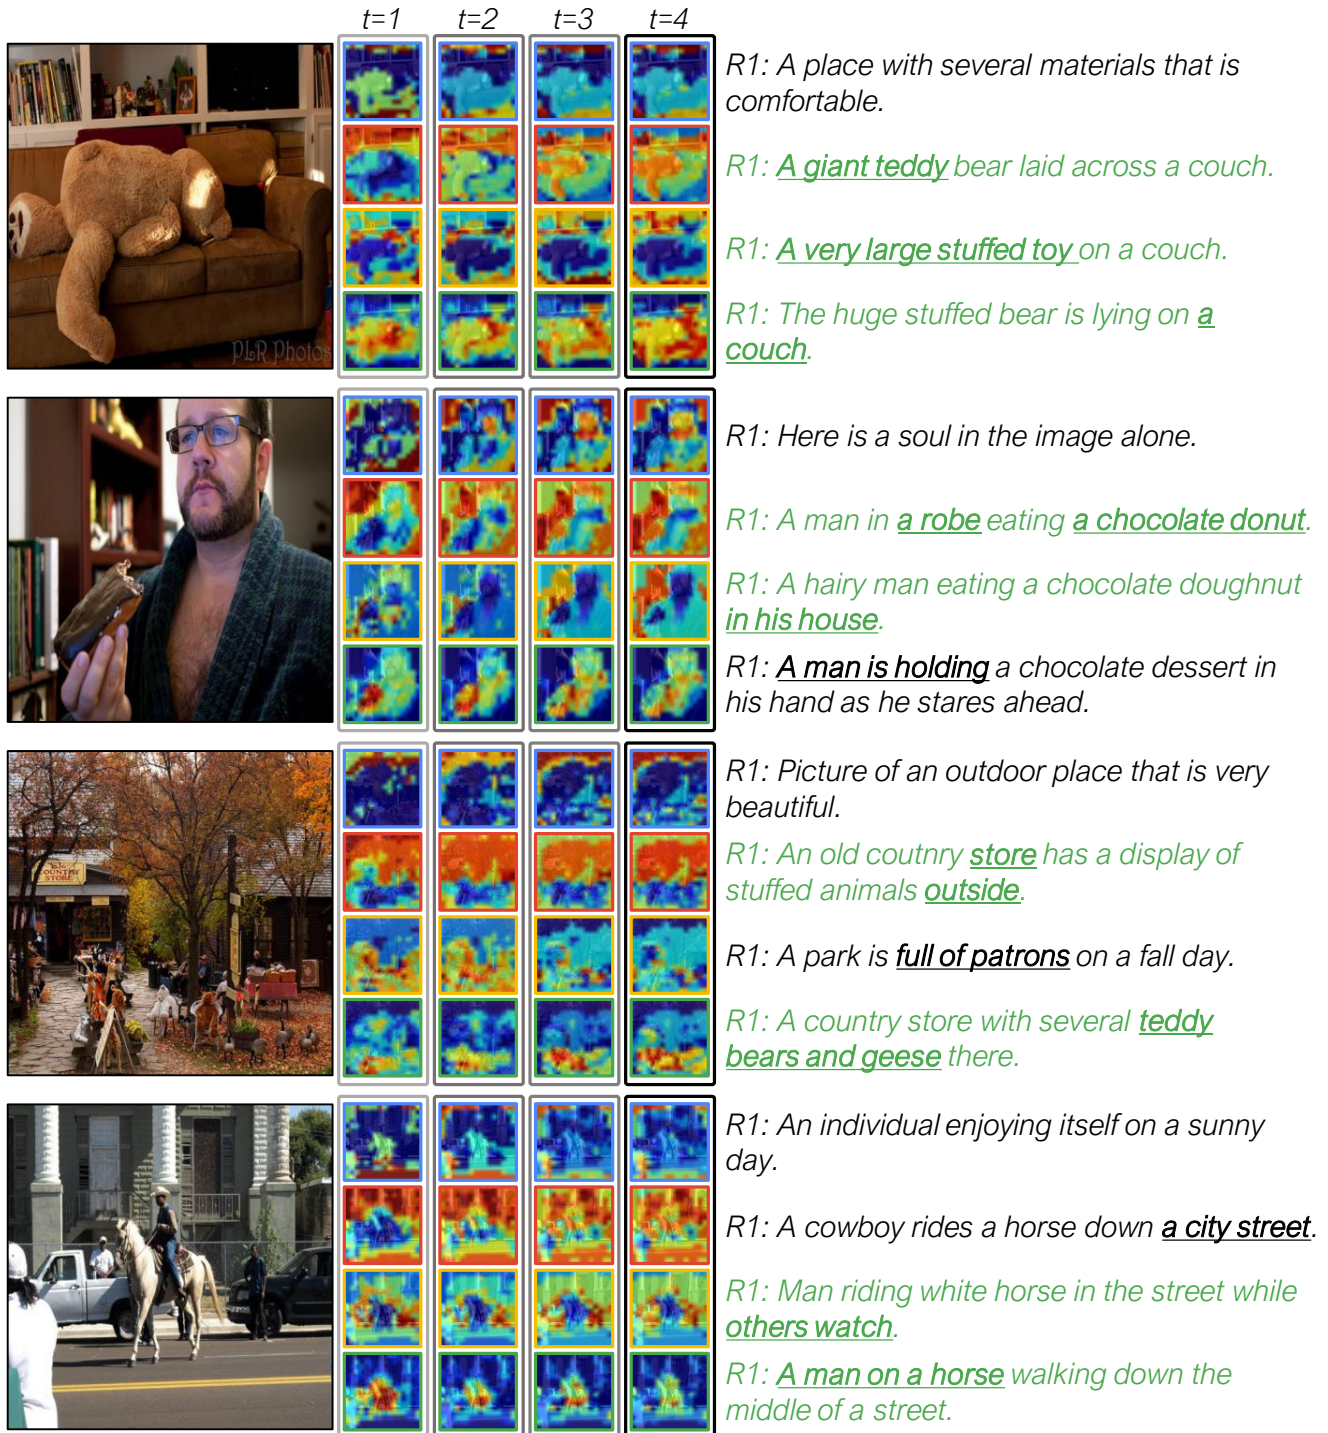 t=1 t=2 t=3 t=4
R1: A place with several materials that is
comfortable.
R1: A giant teddy bear laid across a couch.
R1: A very large stuffed toy on a couch.
R1: The huge stuffed bear is lying on a
couch.
PLR Photos
R1: Here is a soul in the image alone.
R1: A man in a robe eating a chocolate donut.
R1: A hairy man eating a chocolate doughnut
in his house.
R1: A man is holding a chocolate dessert in
his hand as he stares ahead.
R1: Picture of an outdoor place that is very
beautiful.
R1: An old coutnry store has a display of
stuffed animals outside.
COUNTRY
STORE
R1: A park is full of patrons on a fall day.
R1: A country store with several teddy
bears and geese there.
R1: An individual enjoying itself on a sunny
day.
R1: A cowboy rides a horse down a city street.
R1: Man riding white horse in the street while
others watch.
R1: A man on a horse walking down the
middle of a street.